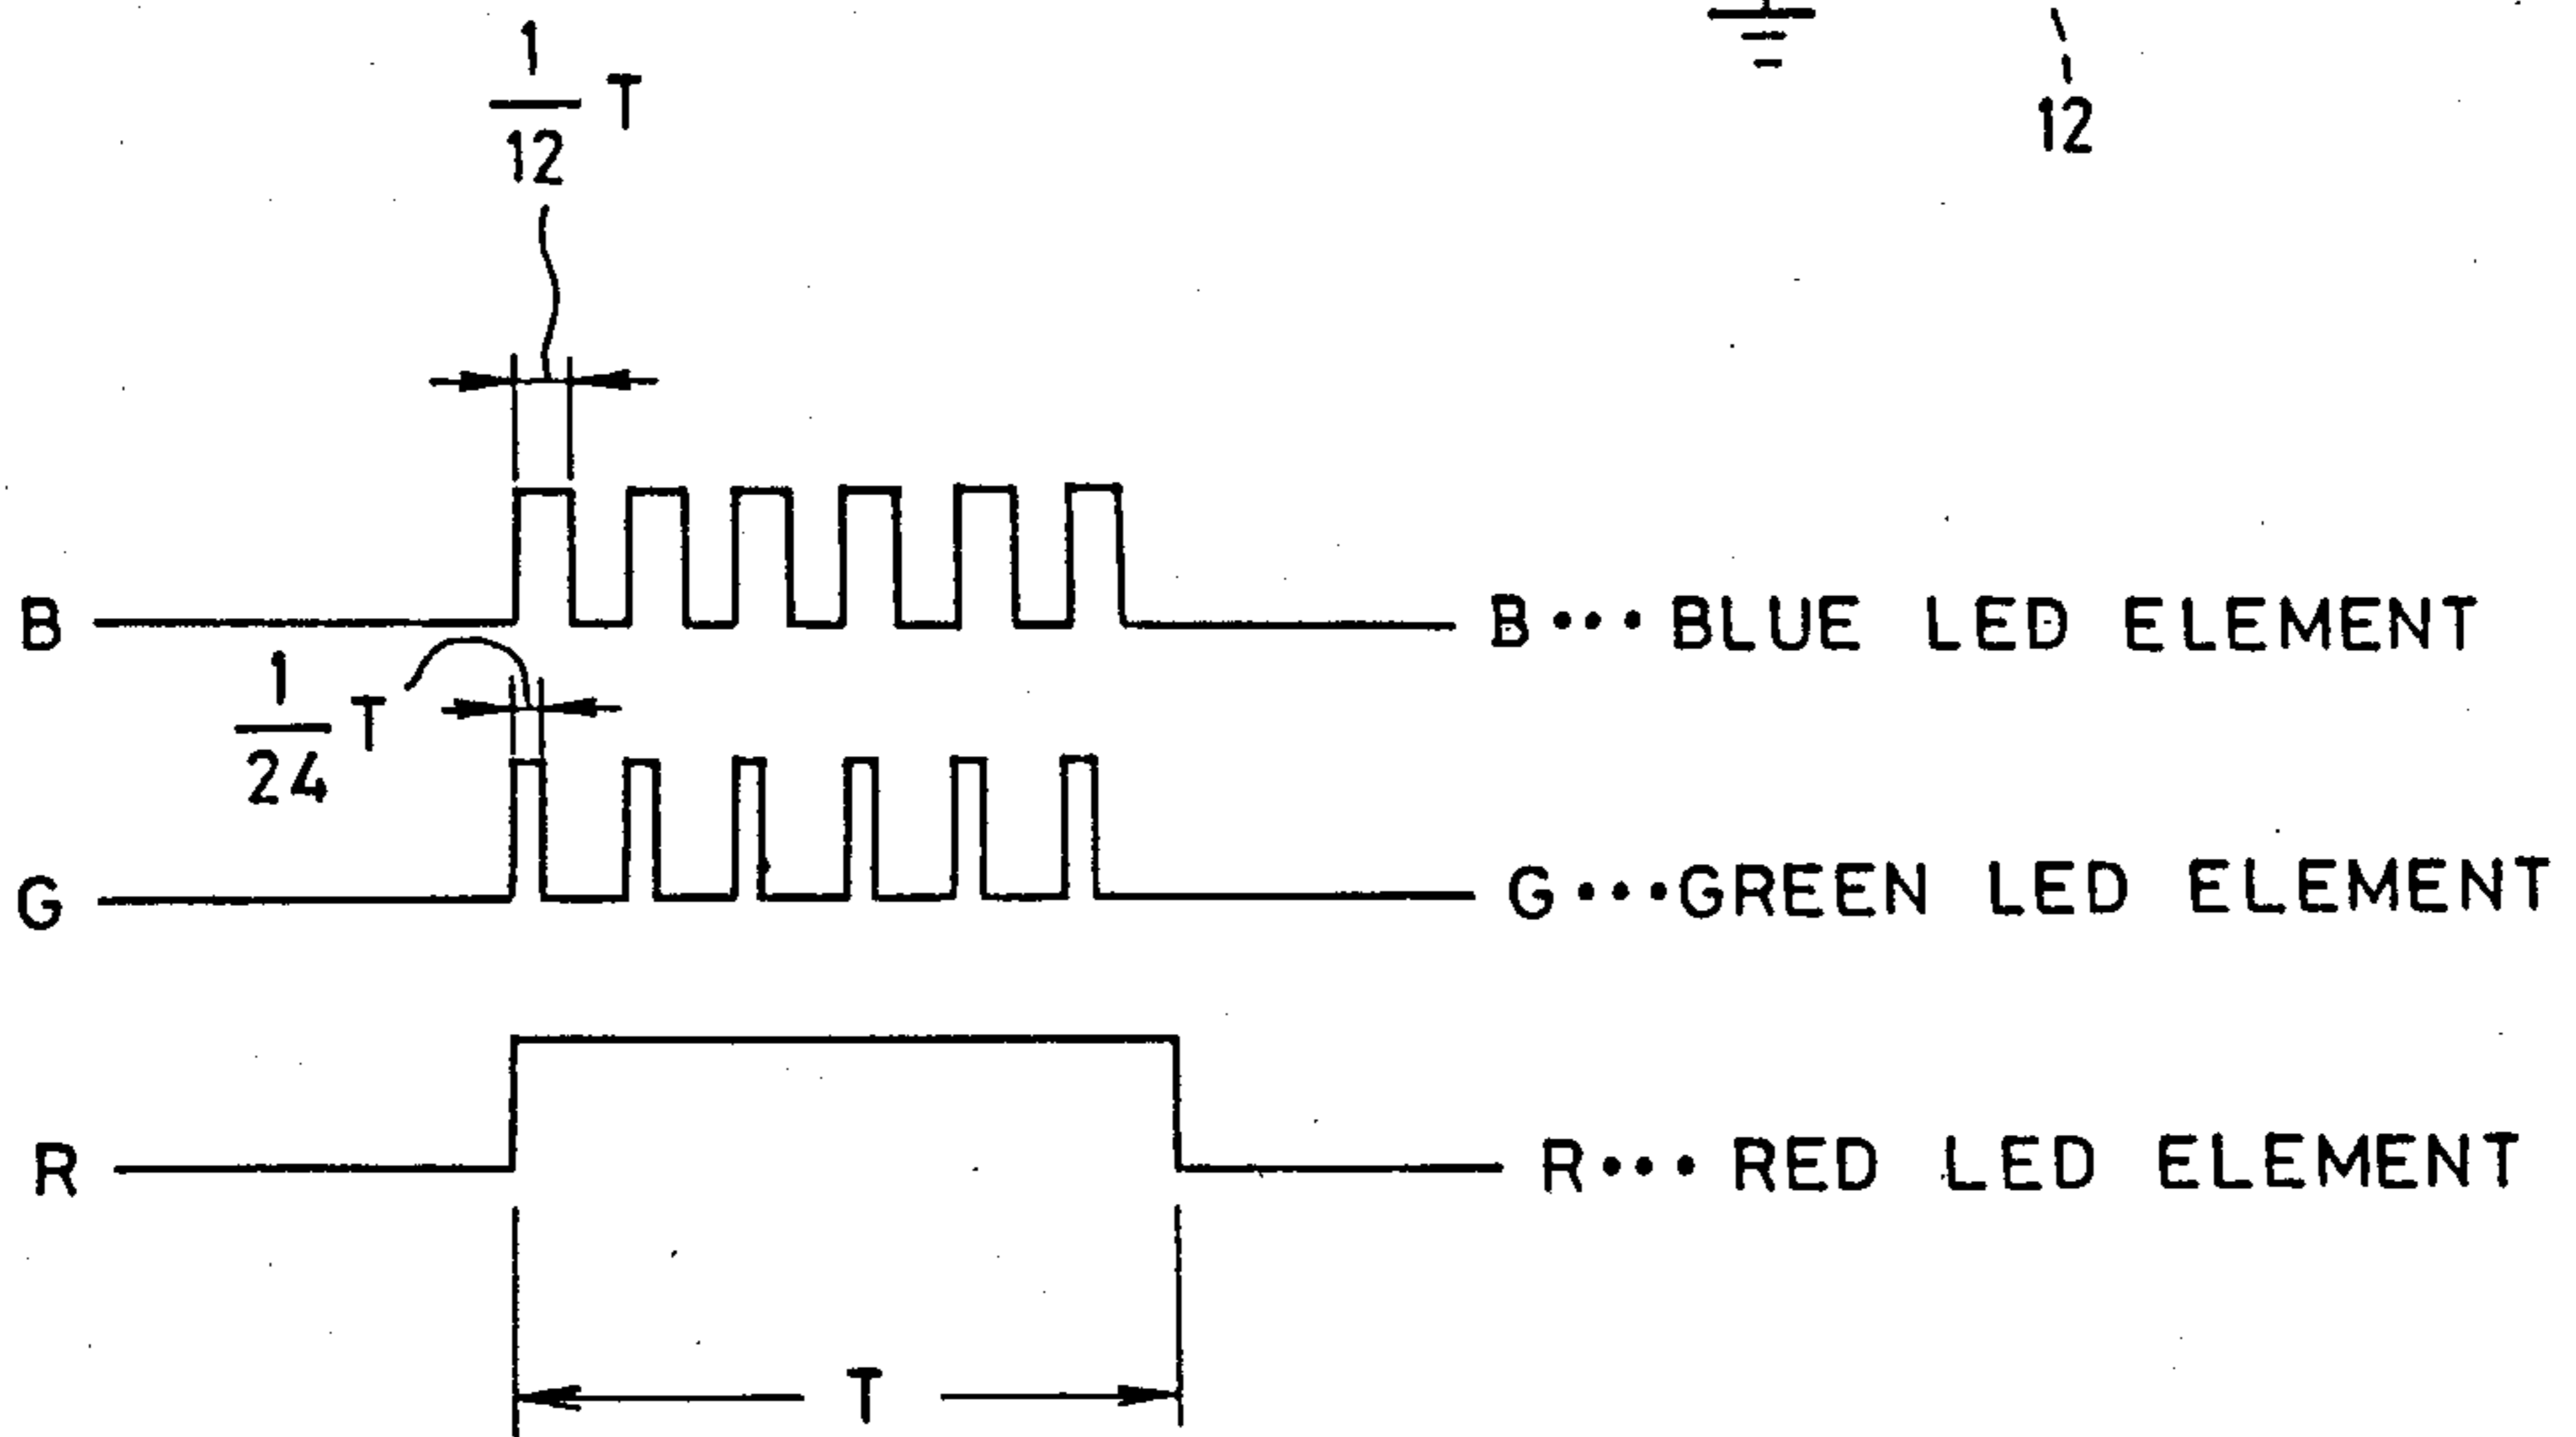 1
12
T
12
B
B···BLUE LED ELEMENT
1
24
T
G
G···GREEN LED ELEMENT
R
R···RED LED ELEMENT
T